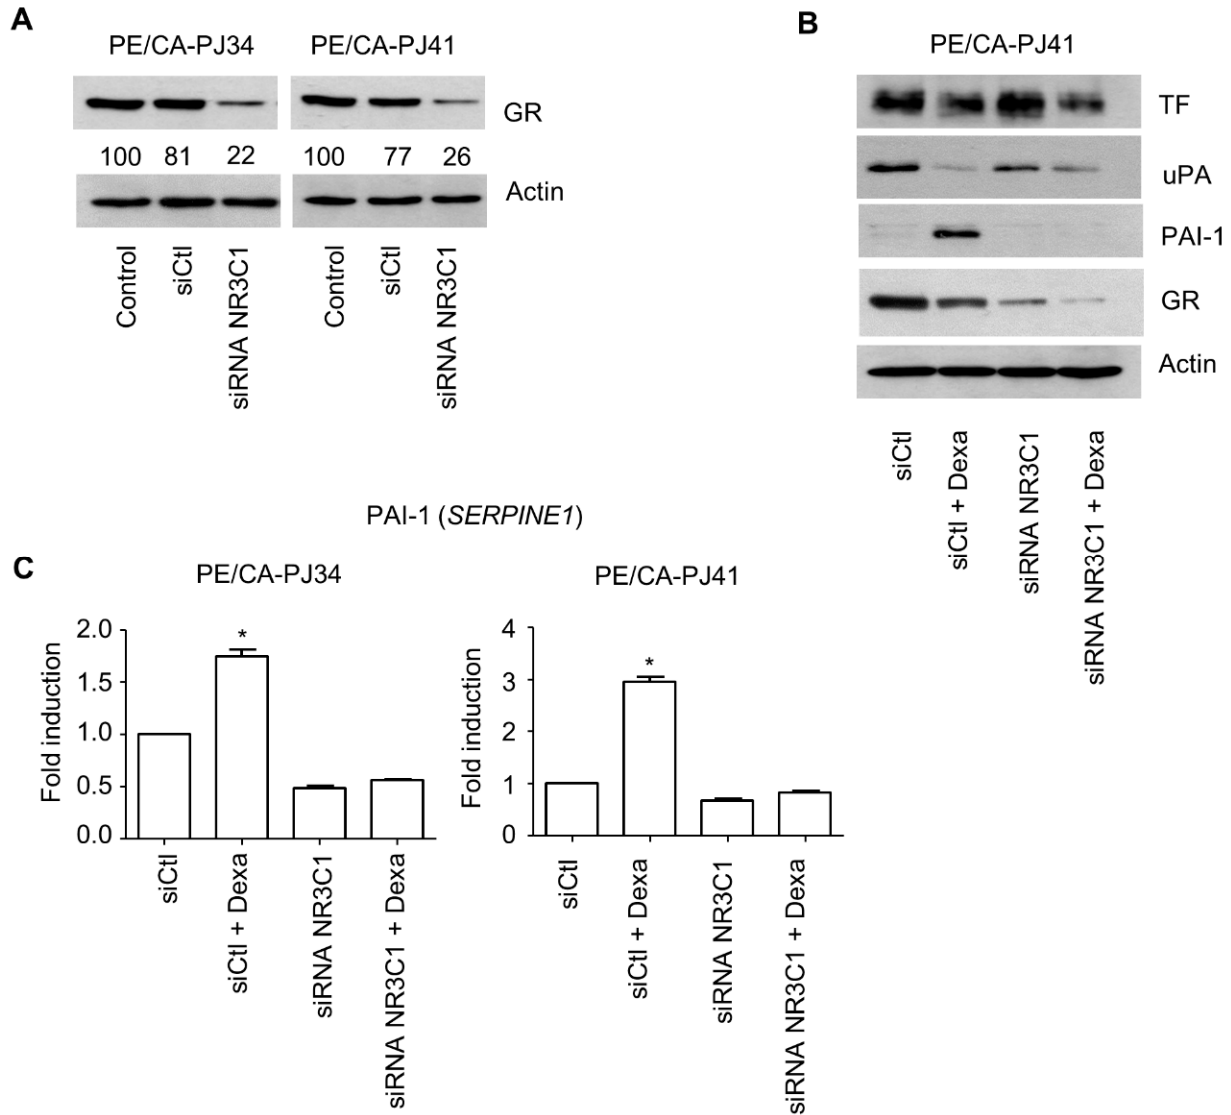 A
PE/CA-PJ34 PE/CA-PJ41
GR
100 81 22 100 77 26
Actin
Control
siCtl
siRNA NR3C1
Control
siCtl
siRNA NR3C1
B
PE/CA-PJ41
TF
uPA
PAI-1
GR
Actin
siCtl
siCtl + Dexa
siRNA NR3C1
siRNA NR3C1 + Dexa
PAI-1 (SERPINE1)
C
PE/CA-PJ34
Fold induction
2.0
1.5
1.0
0.5
0.0
*
siCtl
siCtl + Dexa
siRNA NR3C1
siRNA NR3C1 + Dexa
PE/CA-PJ41
Fold induction
4
3
2
1
0
*
siCtl
siCtl + Dexa
siRNA NR3C1
siRNA NR3C1 + Dexa